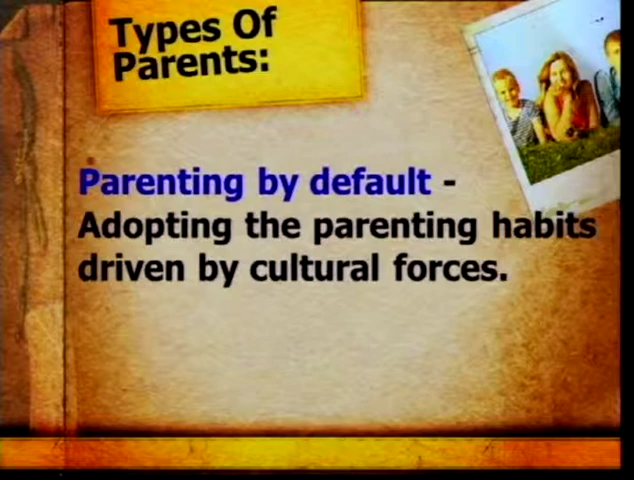 Types Of
Parents:
Parenting by default -
Adopting the parenting habits
driven by cultural forces.